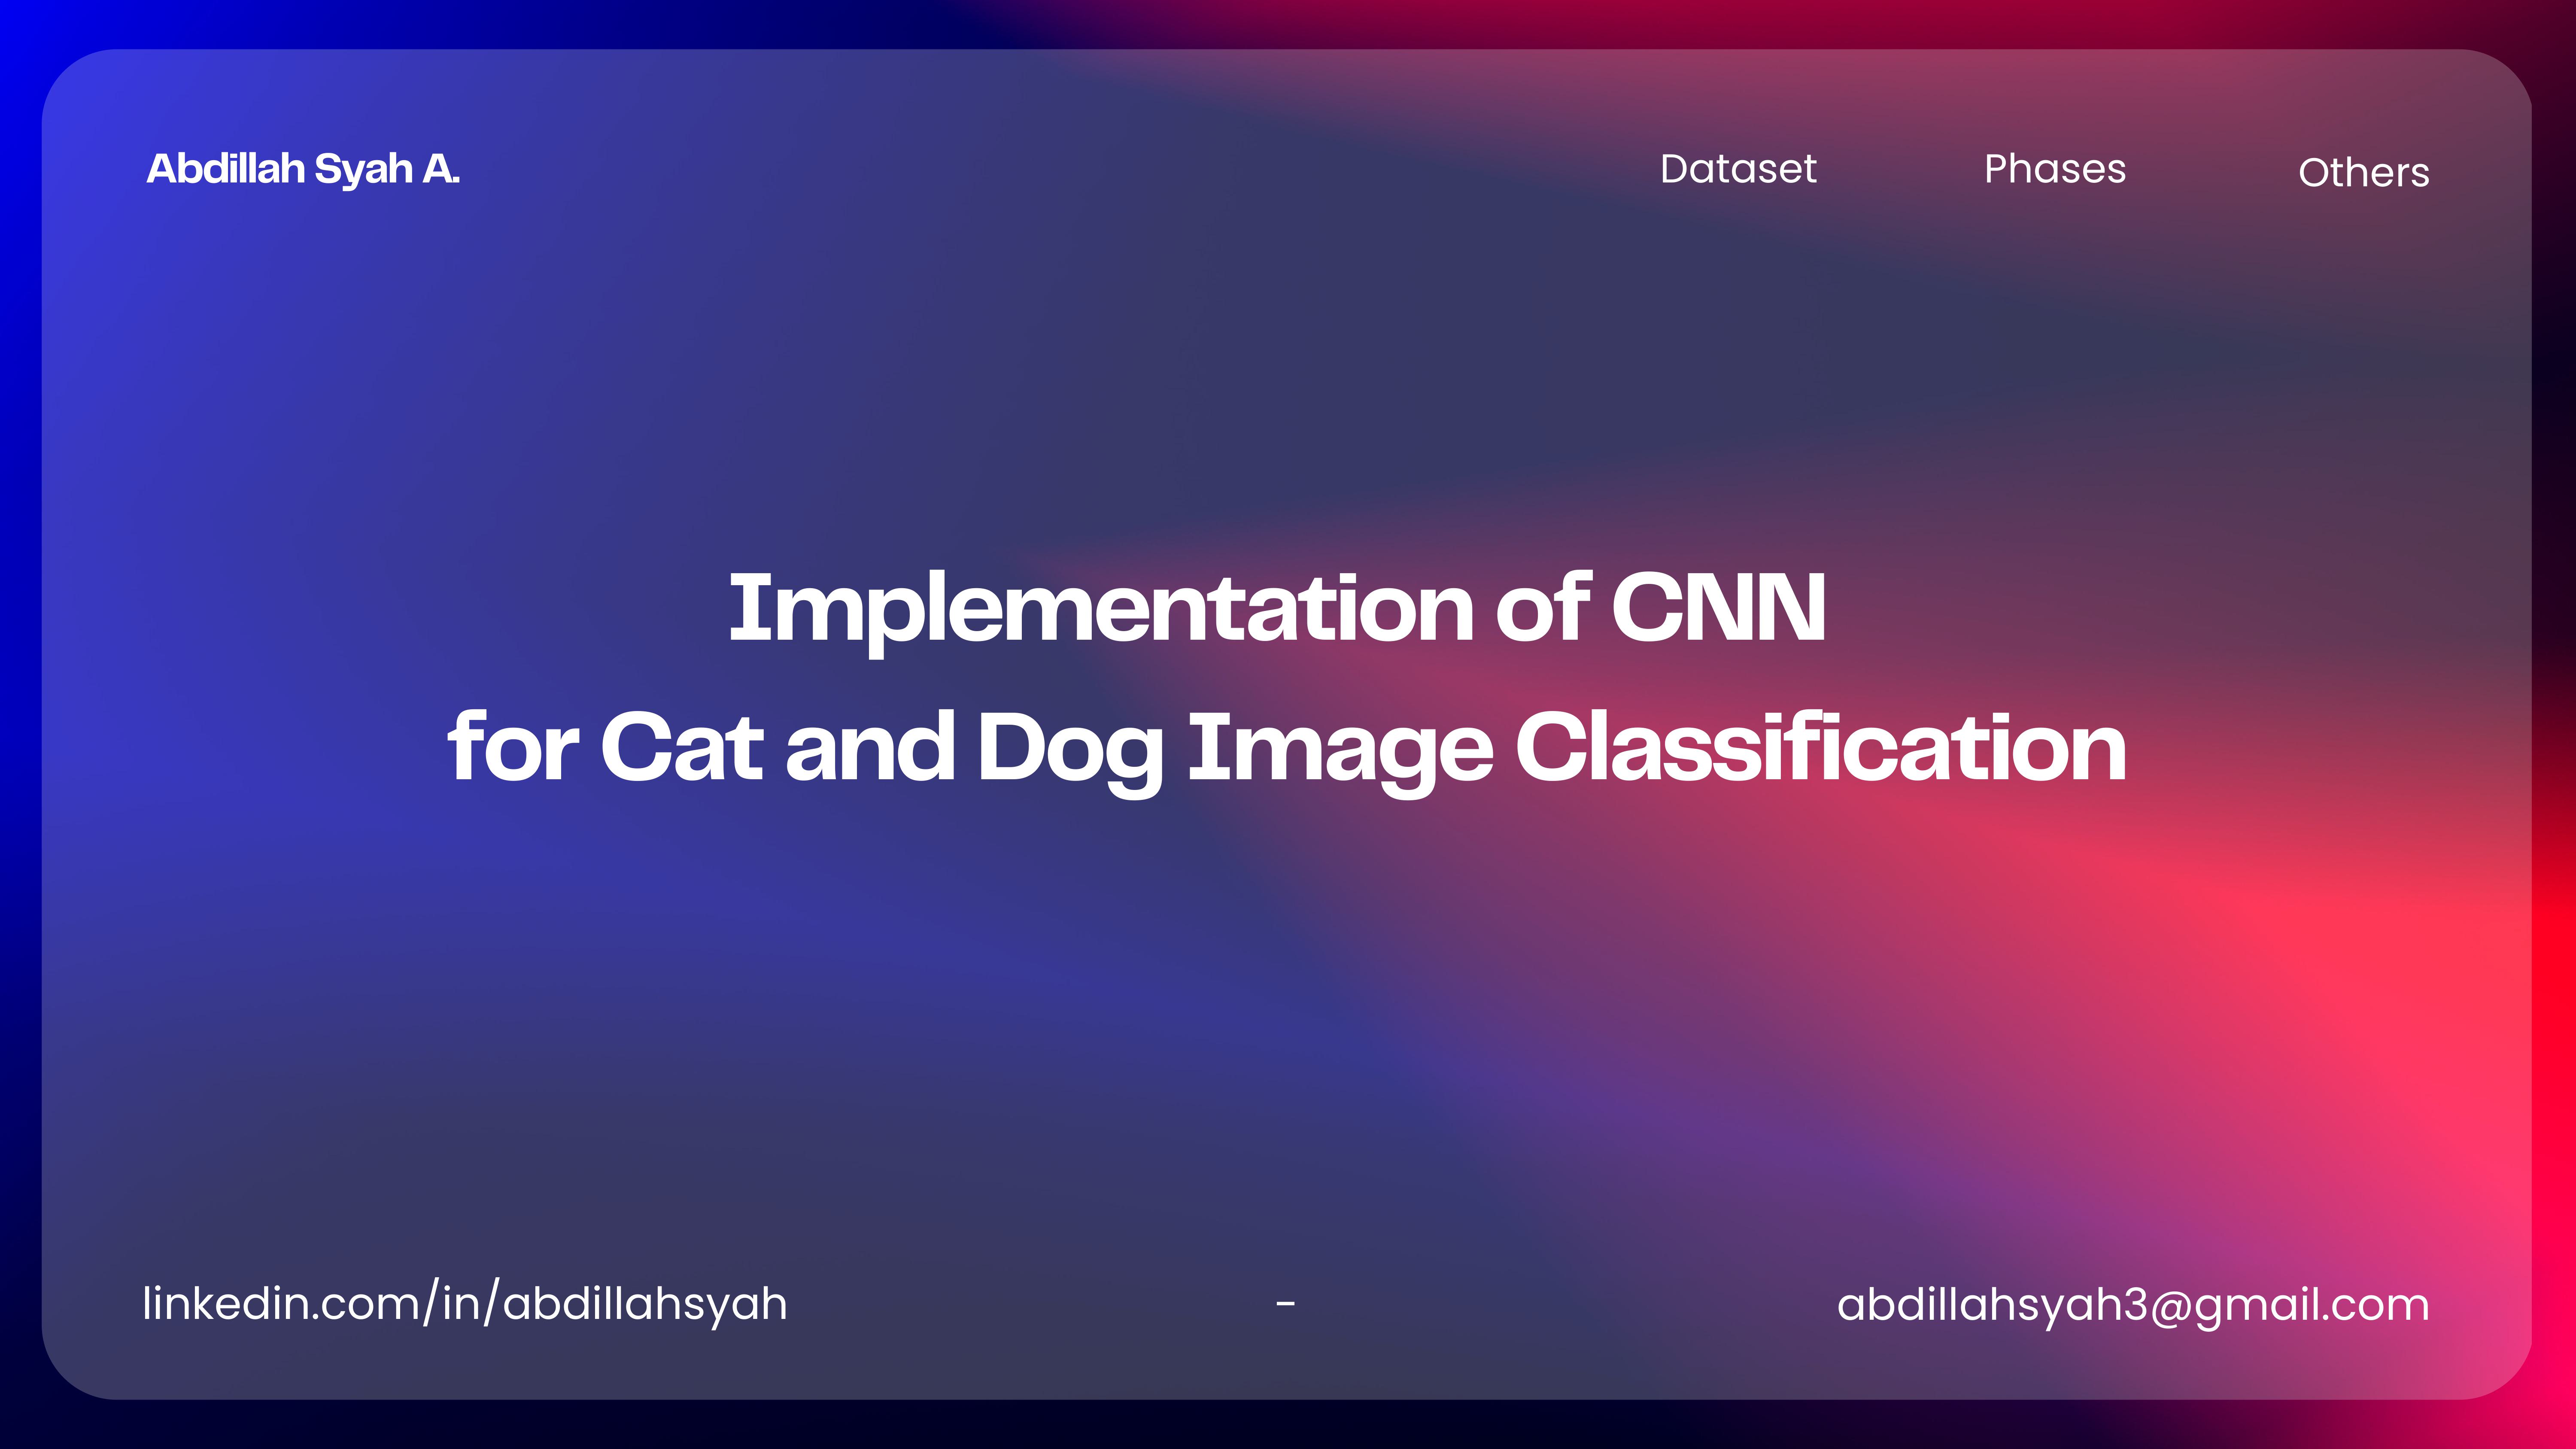 Abdillah Syah A.
Dataset Phases Others
Implementation of CNN
for Cat and Dog Image Classification
linkedin.com/in/abdillahsyah - abdillahsyah3@gmail.com